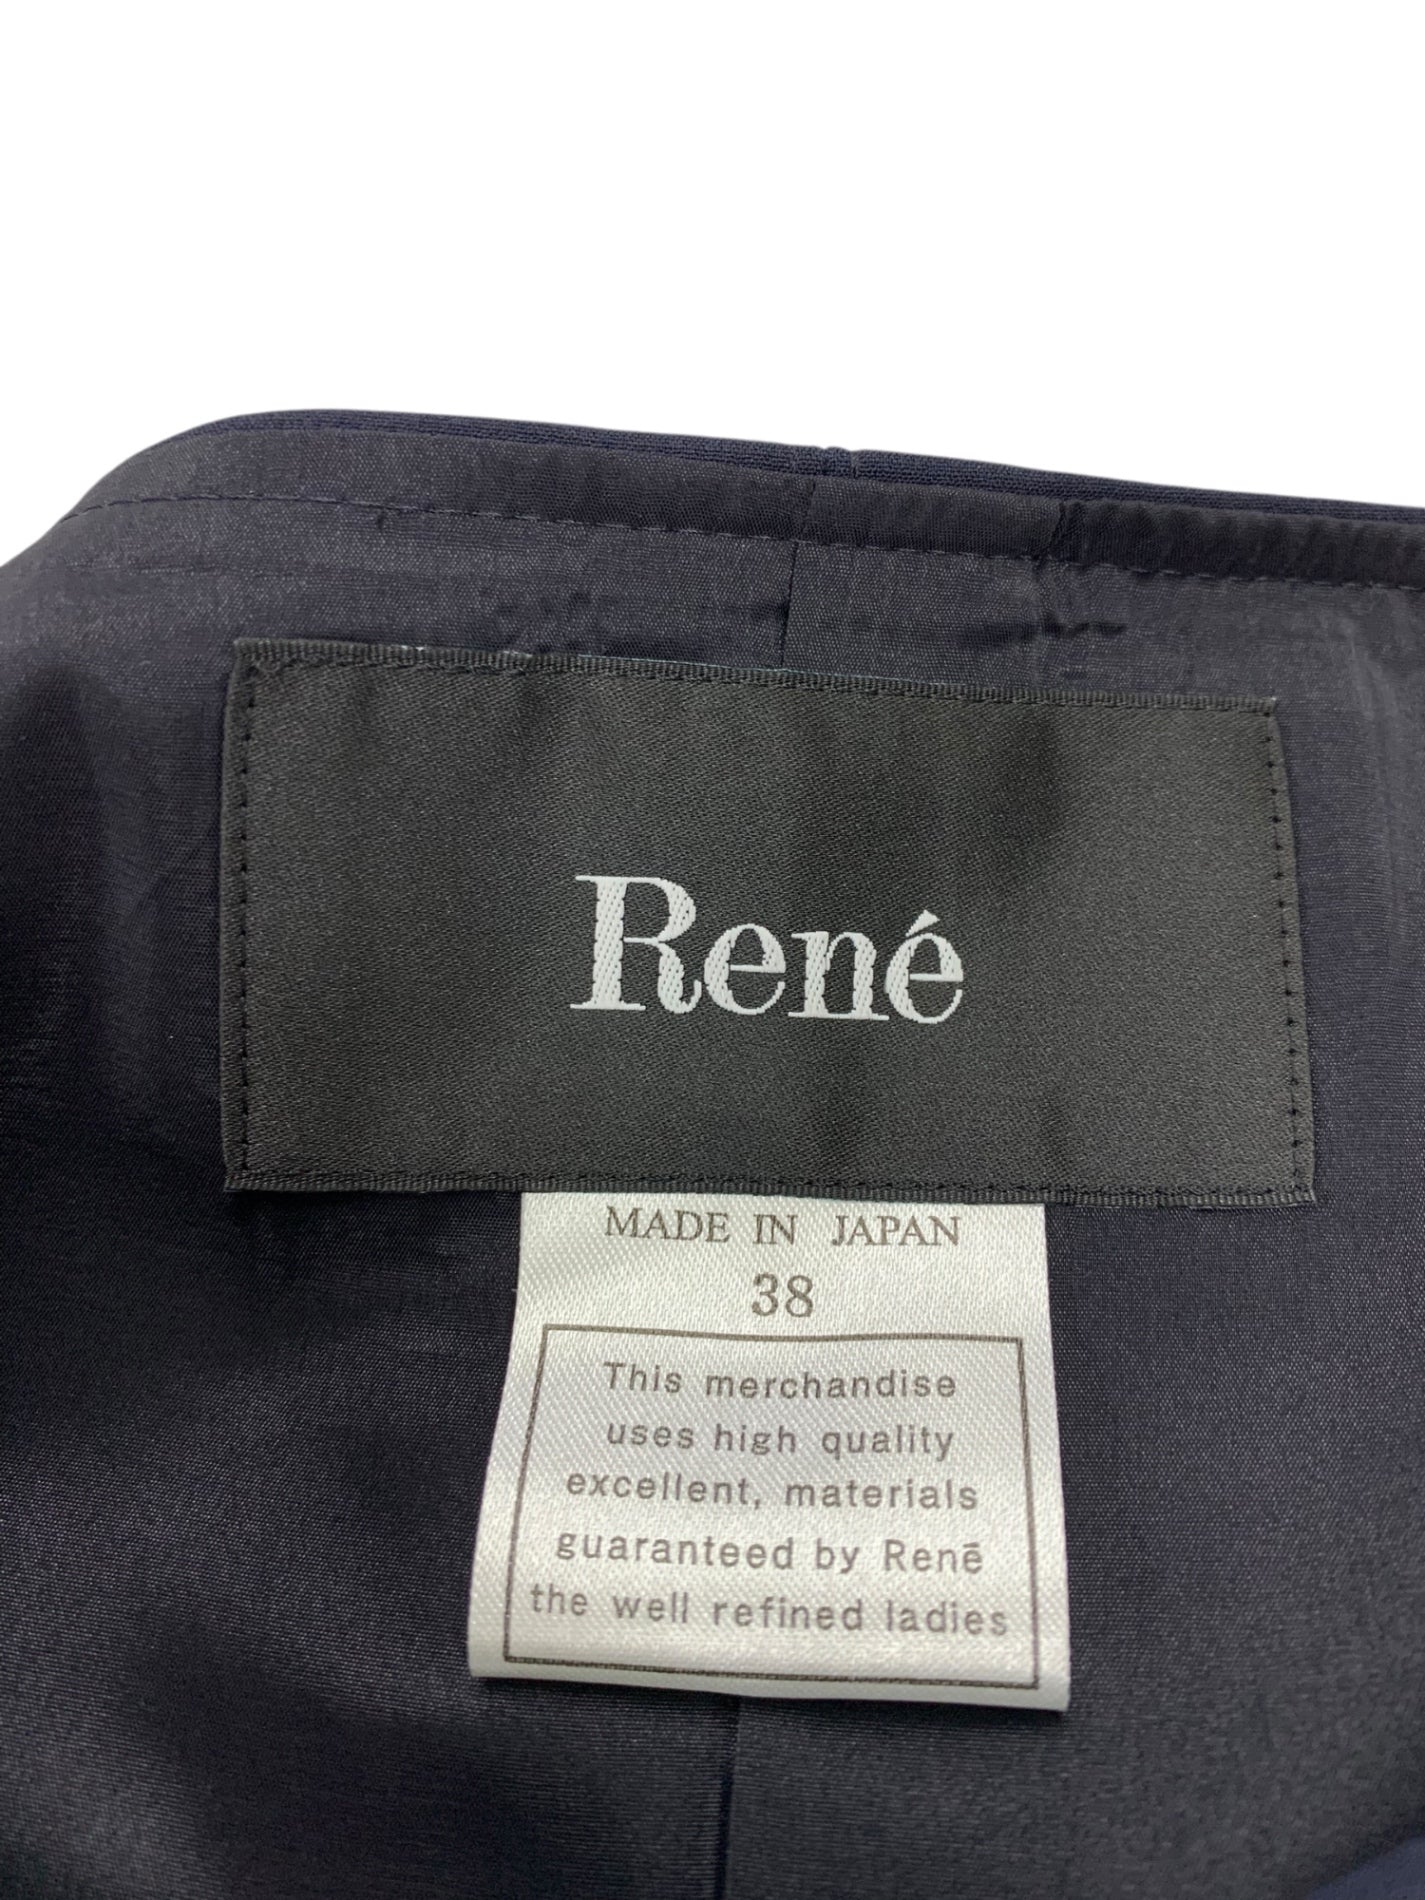 René
MADE IN JAPAN
38
This merchandise
uses high quality
excellent, materials
guaranteed by Renē
the well refined ladies